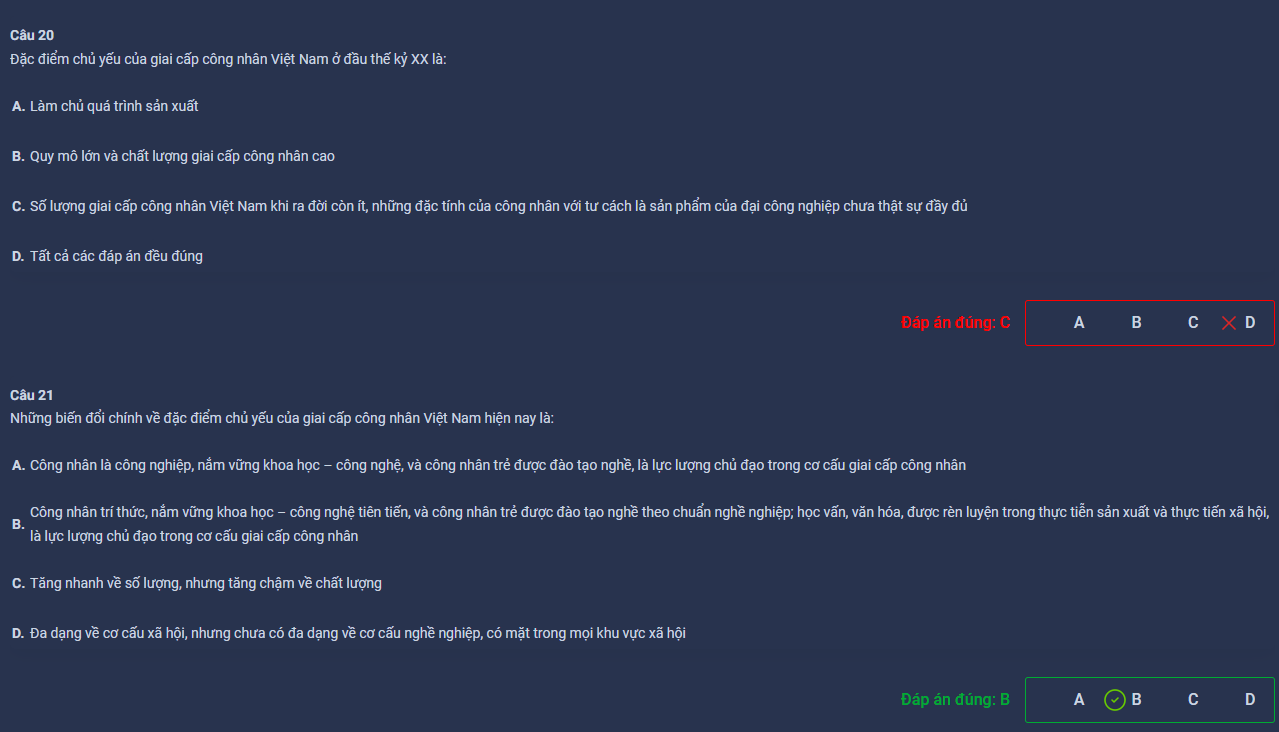 Câu 20
Đặc điểm chủ yếu của giai cấp công nhân Việt Nam ở đầu thế kỷ XX là:
A. Làm chủ quá trình sản xuất
B. Quy mô lớn và chất lượng giai cấp công nhân cao
C. Số lượng giai cấp công nhân Việt Nam khi ra đời còn ít, những đặc tính của công nhân với tư cách là sản phẩm của đại công nghiệp chưa thật sự đầy đủ
D. Tất cả các đáp án đều đúng
Đáp án đúng: C A B C D
Câu 21
Những biến đổi chính về đặc điểm chủ yếu của giai cấp công nhân Việt Nam hiện nay là:
A. Công nhân là công nghiệp, nắm vững khoa học – công nghệ, và công nhân trẻ được đào tạo nghề, là lực lượng chủ đạo trong cơ cấu giai cấp công nhân
B. Công nhân trí thức, nắm vững khoa học – công nghệ tiên tiến, và công nhân trẻ được đào tạo nghề theo chuẩn nghề nghiệp; học vấn, văn hóa, được rèn luyện trong thực tiễn sản xuất và thực tiến xã hội,
là lực lượng chủ đạo trong cơ cấu giai cấp công nhân
C. Tăng nhanh về số lượng, nhưng tăng chậm về chất lượng
D. Đa dạng về cơ cấu xã hội, nhưng chưa có đa dạng về cơ cấu nghề nghiệp, có mặt trong mọi khu vực xã hội
Đáp án đúng: B A B C D